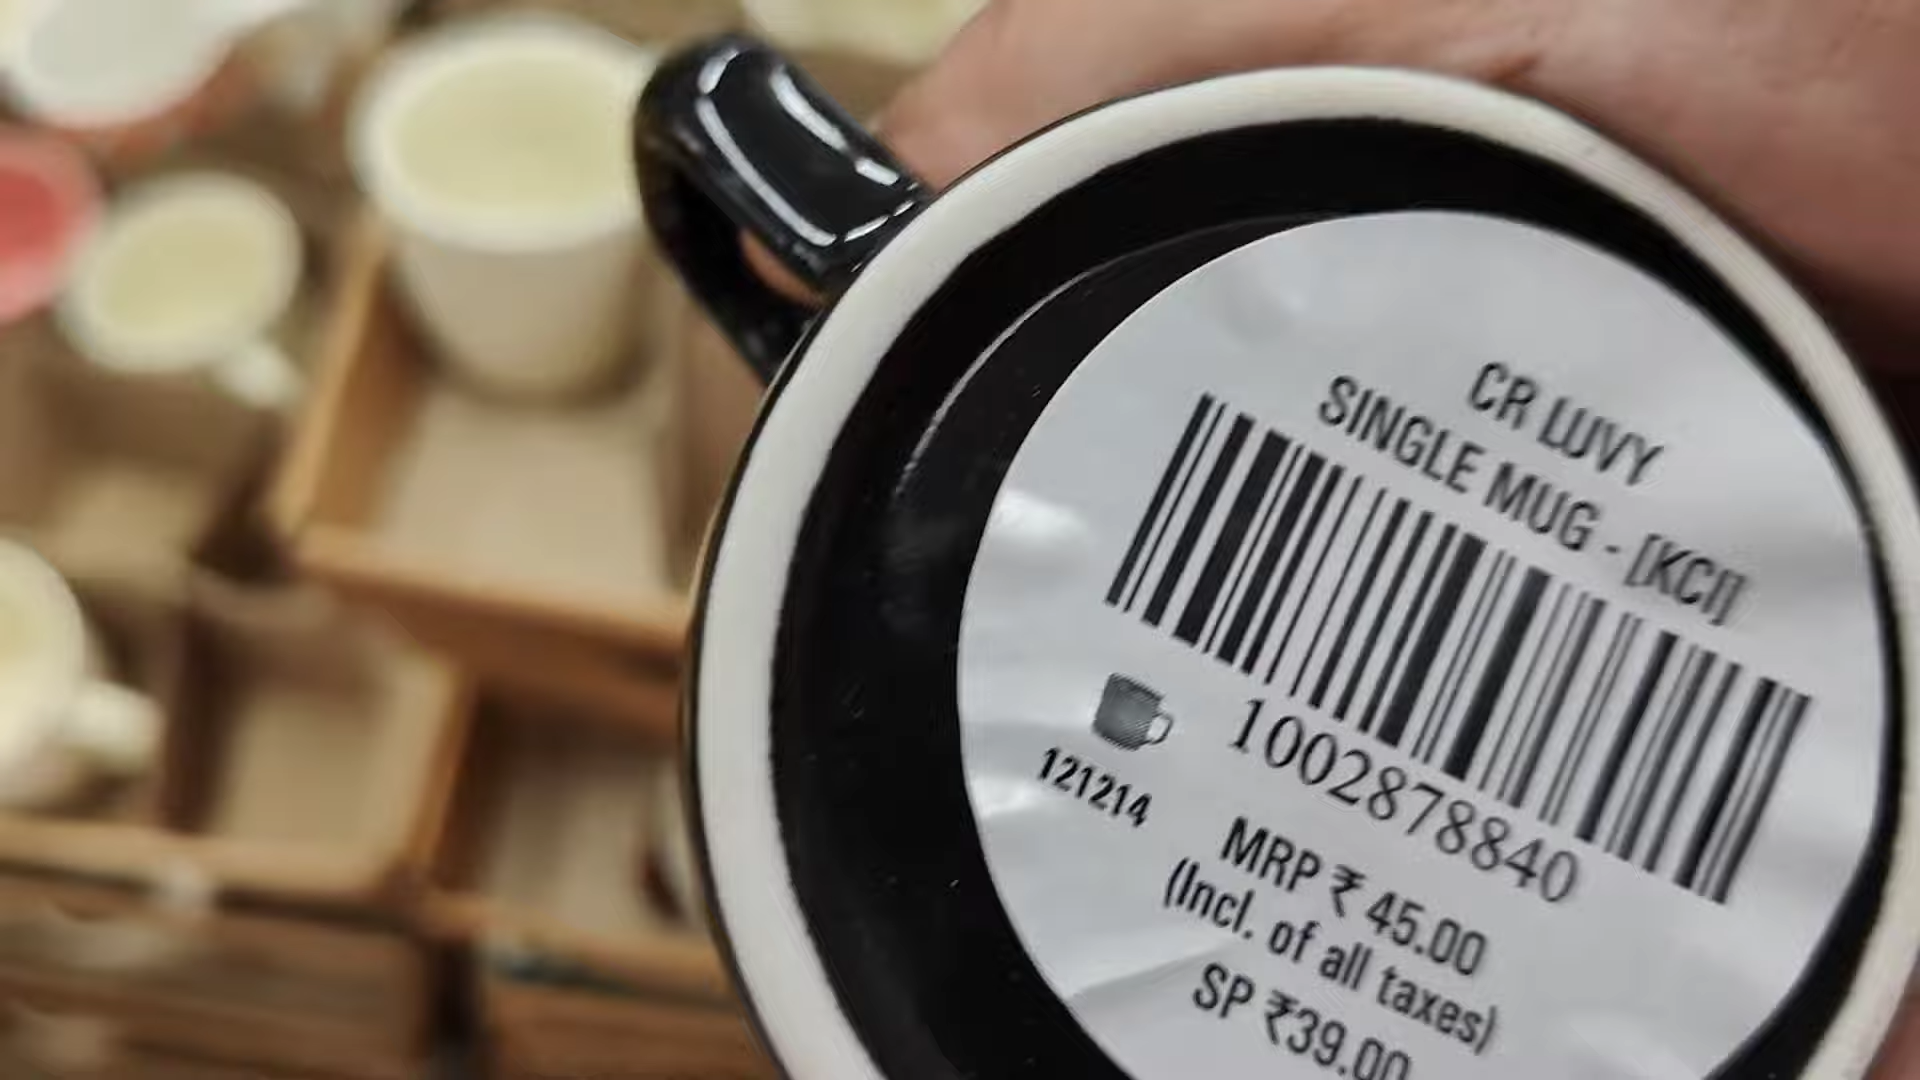 CR LUVY
SINGLE MUG - [KCI]
1002878840
121214
MRP ₹ 45.00
(Incl. of all taxes)
SP ₹39.00